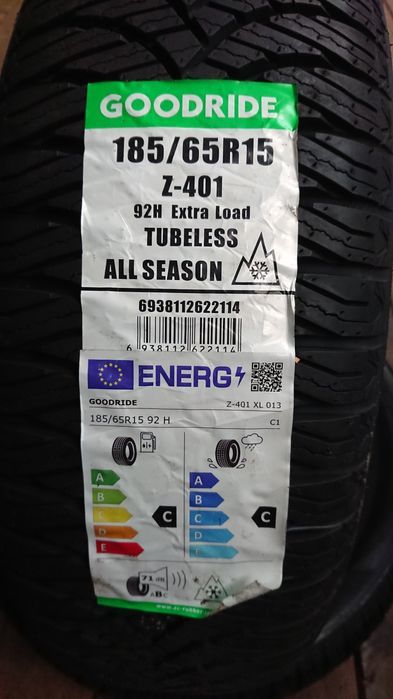 GOODRIDE
185/65R15
Z-401
92H Extra Load
TUBELESS
ALL SEASON
6938112622114
6 938112 622114
ENERG
GOODRIDE Z-401 XL 013
185/65R15 92 H C1
A A
B B
C C C C
D D
E E
71 dB
ABC